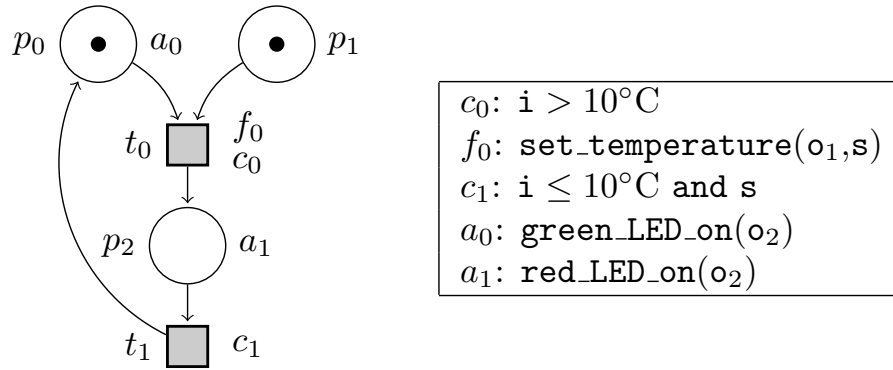 p₀ a₀ p₁
t₀ f₀
c₀
p₂ a₁
t₁ c₁
c₀: i > 10°C
f₀: set_temperature(o₁,s)
c₁: i ≤ 10°C and s
a₀: green_LED_on(o₂)
a₁: red_LED_on(o₂)